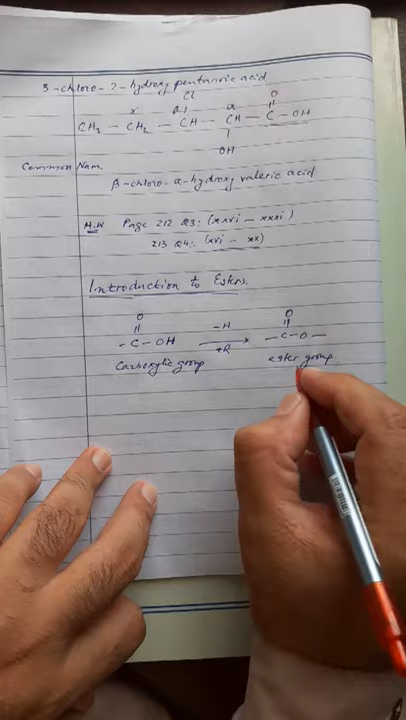 3-chloro-2-hydroxy pentanoic acid
Cl O
γ β α ||
CH3 – CH2 – CH – CH – C – OH
OH
Common Nam.
β-chloro-α-hydroxy valeric acid
H.W Page 212 Q3: (xxvi – xxxi)
213 Q4: (xvi – xx)
Introduction to Esters.
O O
|| ||
– C – OH –H +R – C – O –
Carboxylic group ester group.